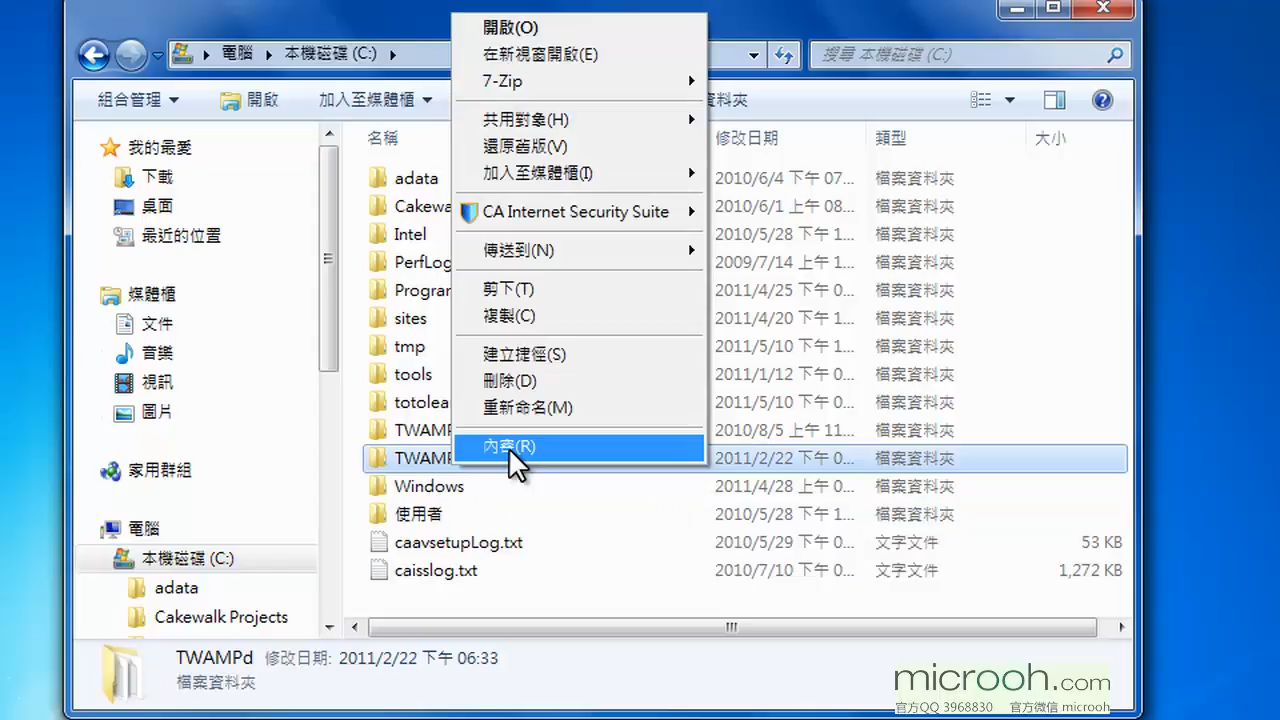 電腦 本機磁碟 (C:) 搜尋 本機磁碟 (C:)
組合管理 開啟 加入至媒體櫃 資料夾
開啟(O)
在新視窗開啟(E)
7-Zip
共用對象(H)
還原舊版(V)
加入至媒體櫃(I)
CA Internet Security Suite
傳送到(N)
剪下(T)
複製(C)
建立捷徑(S)
刪除(D)
重新命名(M)
內容(R)
我的最愛
下載
桌面
最近的位置
媒體櫃
文件
音樂
視訊
圖片
家用群組
電腦
本機磁碟 (C:)
adata
Cakewalk Projects
名稱 修改日期 類型 大小
adata 2010/6/4 下午 07... 檔案資料夾
Cakewa 2010/6/1 上午 08... 檔案資料夾
Intel 2010/5/28 下午 1... 檔案資料夾
PerfLog 2009/7/14 上午 1... 檔案資料夾
Program 2011/4/25 下午 0... 檔案資料夾
sites 2011/4/20 上午 1... 檔案資料夾
tmp 2011/5/10 上午 1... 檔案資料夾
tools 2011/1/12 下午 0... 檔案資料夾
totolea 2011/5/10 上午 0... 檔案資料夾
TWAMP 2010/8/5 上午 11... 檔案資料夾
TWAMP 2011/2/22 下午 0... 檔案資料夾
Windows 2011/4/28 上午 0... 檔案資料夾
使用者 2010/5/28 下午 1... 檔案資料夾
caavsetupLog.txt 2010/5/29 下午 0... 文字文件 53 KB
caisslog.txt 2010/7/10 下午 0... 文字文件 1,272 KB
TWAMPd 修改日期: 2011/2/22 下午 06:33
檔案資料夾
microoh.com
官方QQ 3968830 官方微信 microoh